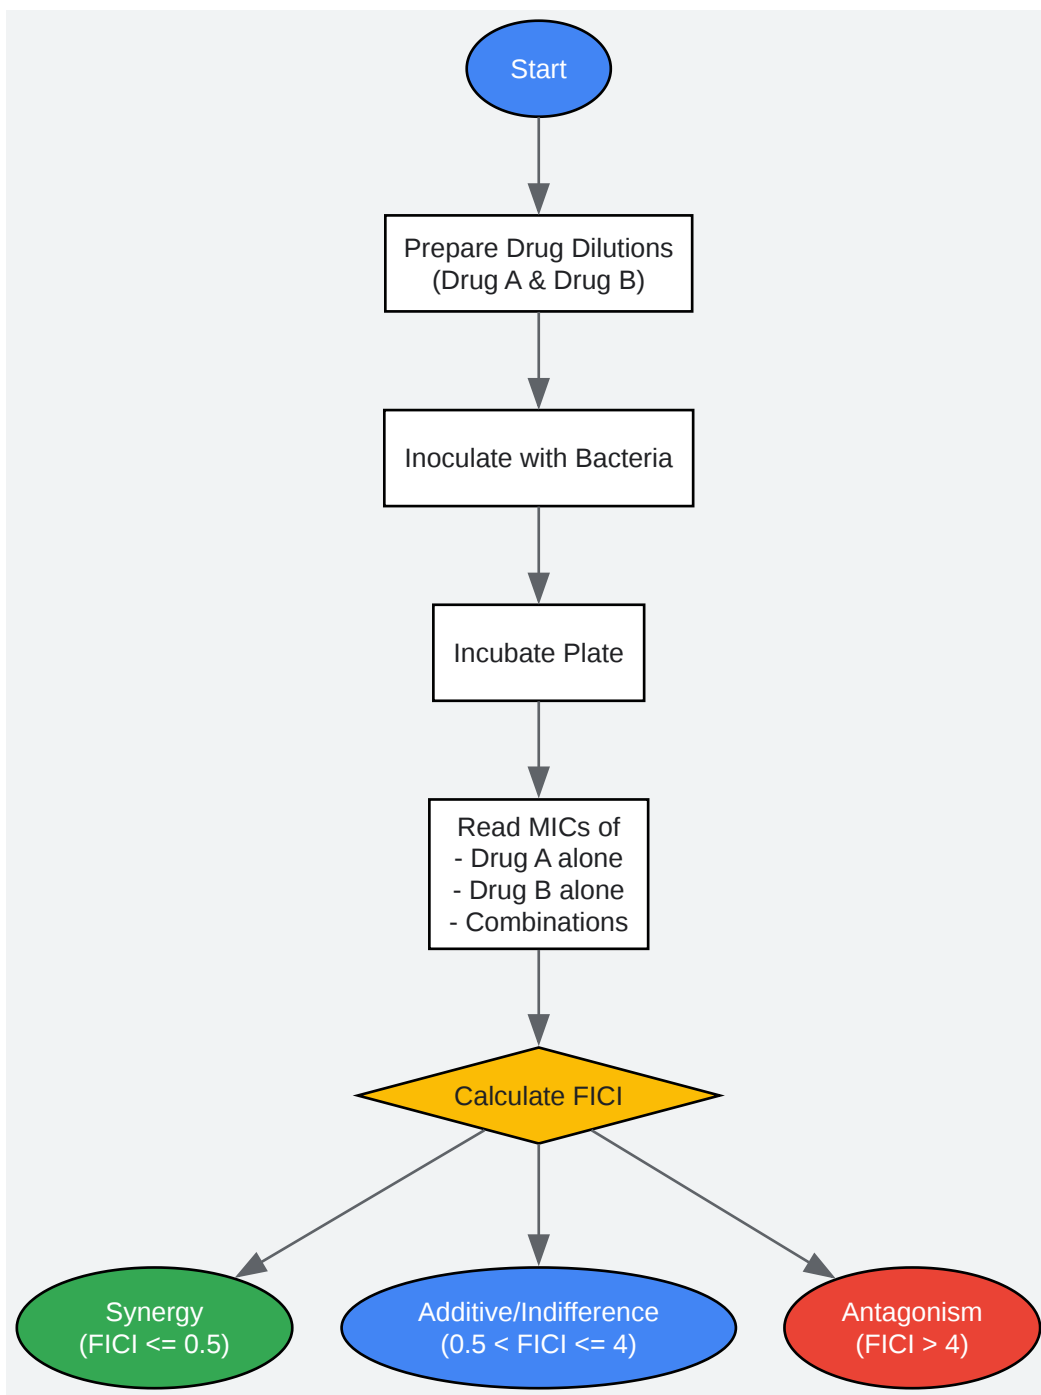 Start
Prepare Drug Dilutions
(Drug A & Drug B)
Inoculate with Bacteria
Incubate Plate
Read MICs of
- Drug A alone
- Drug B alone
- Combinations
Calculate FICI
Synergy
(FICI <= 0.5)
Additive/Indifference
(0.5 < FICI <= 4)
Antagonism
(FICI > 4)